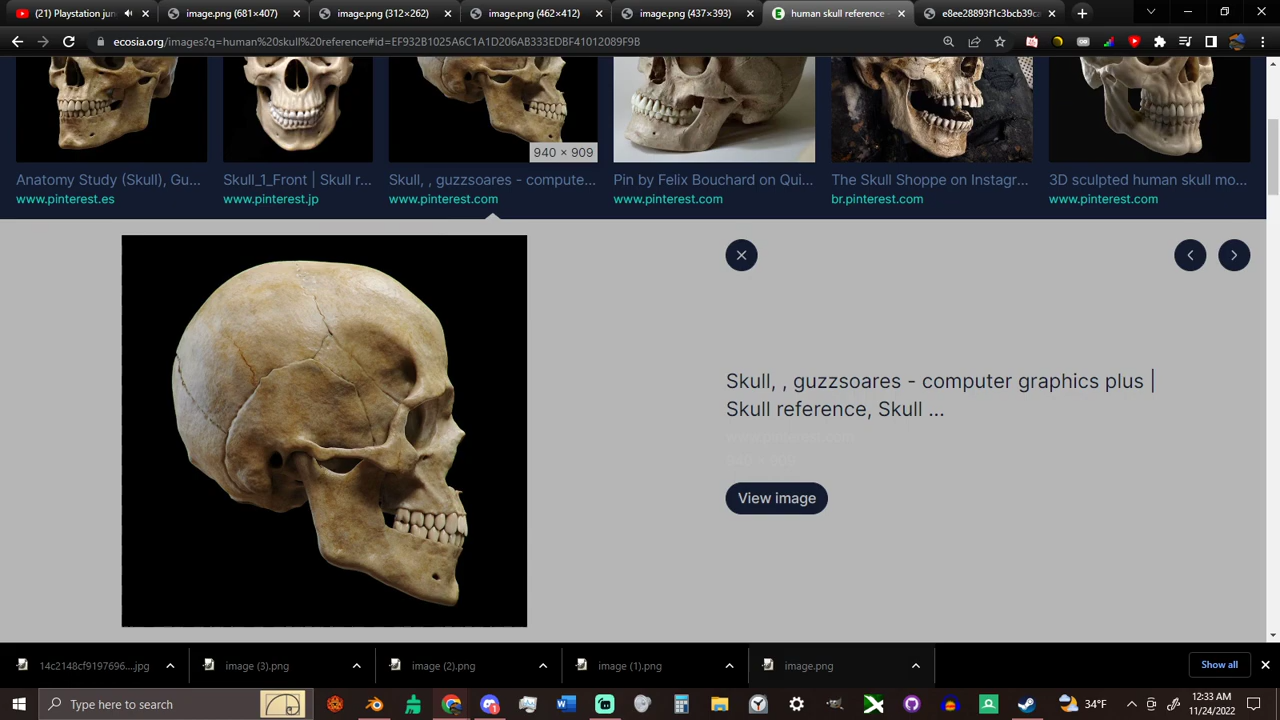 (21) Playstation jun
image.png (681×407)
image.png (312×262)
image.png (462×412)
image.png (437×393)
human skull reference -
e8ee28893f1c3bcb39c
ecosia.org/images?q=human%20skull%20reference#id=EF932B1025A6C1A1D206AB333EDBF41012089F9B
940 × 909
Anatomy Study (Skull), Gu...
Skull_1_Front | Skull r...
Skull, , guzzsoares - compute...
Pin by Felix Bouchard on Qui...
The Skull Shoppe on Instagr...
3D sculpted human skull mo...
www.pinterest.es
www.pinterest.jp
www.pinterest.com
www.pinterest.com
br.pinterest.com
www.pinterest.com
Skull, , guzzsoares - computer graphics plus |
Skull reference, Skull ...
www.pinterest.com
940 × 909
View image
14c2148cf9197696....jpg
image (3).png
image (2).png
image (1).png
image.png
Show all
Type here to search
34°F
12:33 AM
11/24/2022